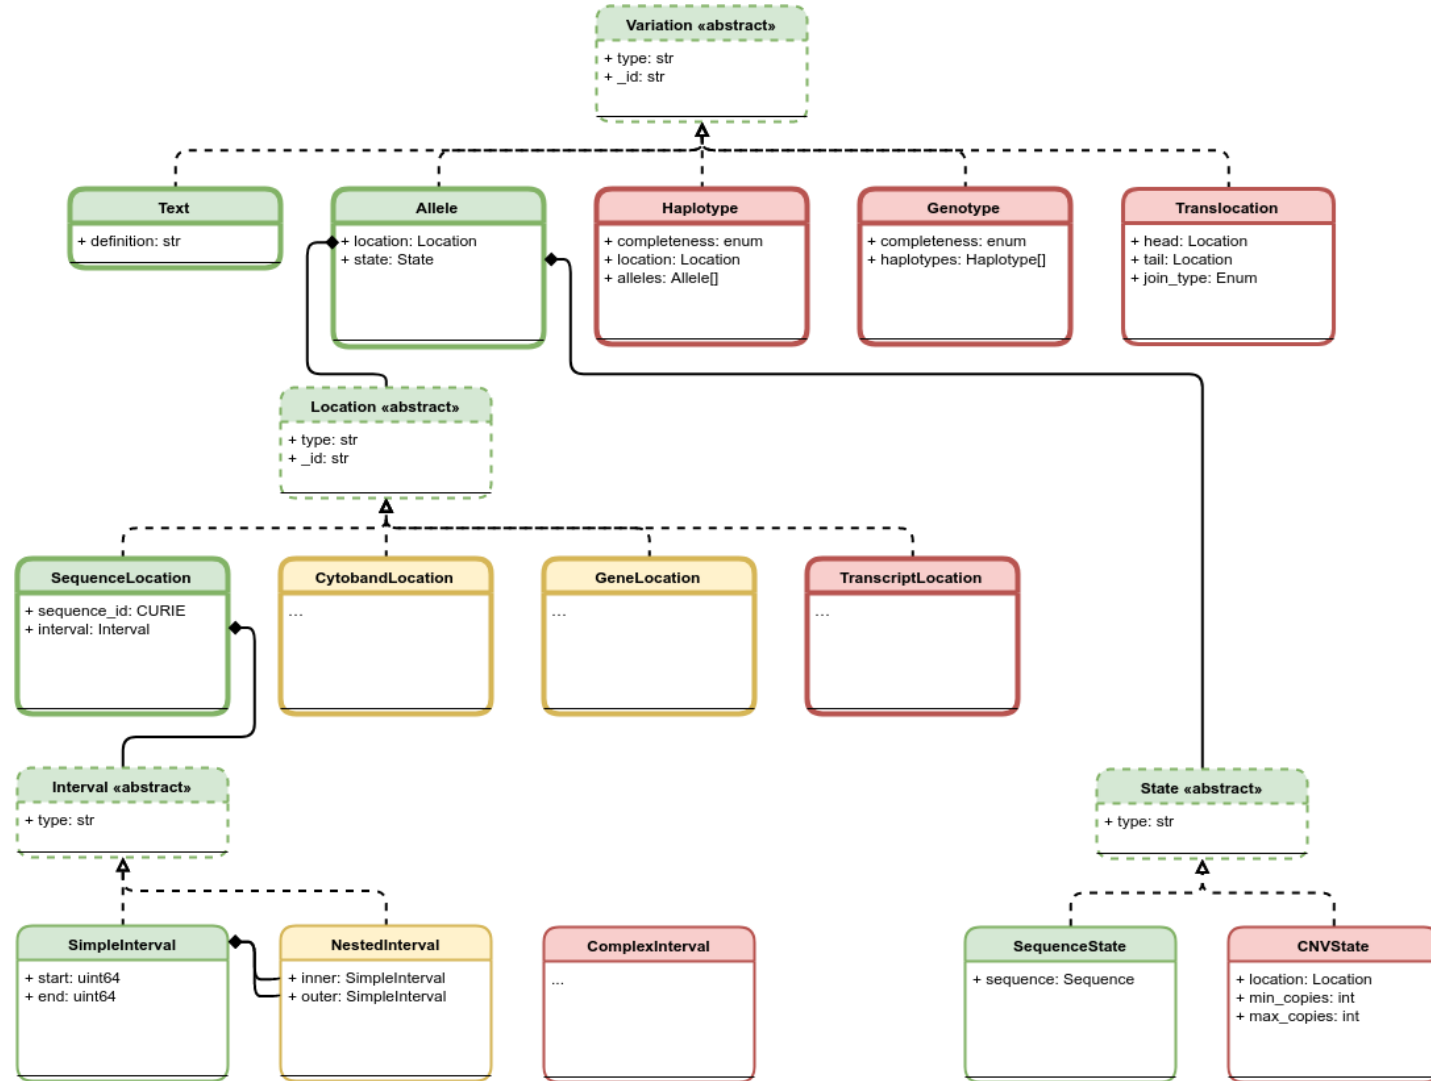 Variation «abstract»
+ type: str
+ _id: str
Text
+ definition: str
Allele
+ location: Location
+ state: State
Haplotype
+ completeness: enum
+ location: Location
+ alleles: Allele[]
Genotype
+ completeness: enum
+ haplotypes: Haplotype[]
Translocation
+ head: Location
+ tail: Location
+ join_type: Enum
Location «abstract»
+ type: str
+ _id: str
SequenceLocation
+ sequence_id: CURIE
+ interval: Interval
CytobandLocation
...
GeneLocation
...
TranscriptLocation
...
Interval «abstract»
+ type: str
State «abstract»
+ type: str
SimpleInterval
+ start: uint64
+ end: uint64
NestedInterval
+ inner: SimpleInterval
+ outer: SimpleInterval
ComplexInterval
...
SequenceState
+ sequence: Sequence
CNVState
+ location: Location
+ min_copies: int
+ max_copies: int